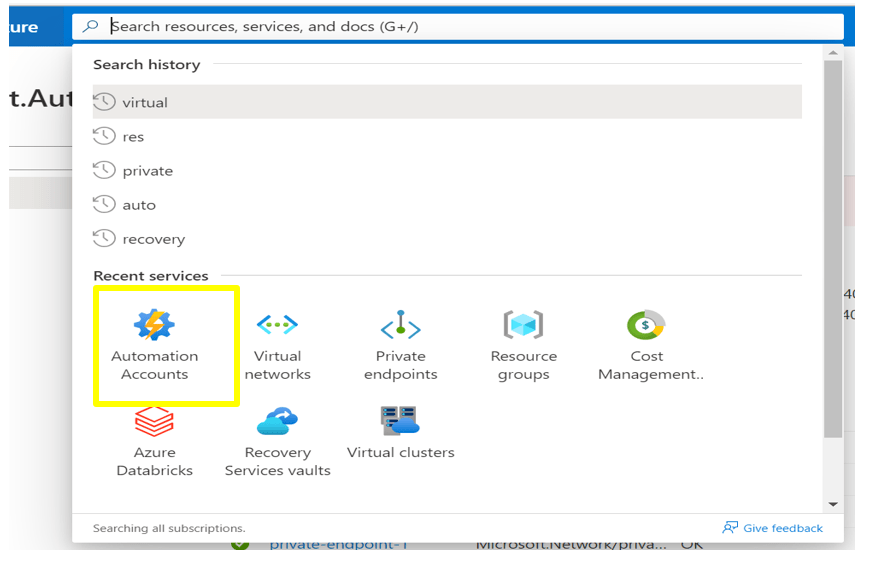 ure
Search resources, services, and docs (G+/)
t.Aut
Search history
virtual
res
private
auto
recovery
Recent services
Automation Accounts
Virtual networks
Private endpoints
Resource groups
Cost Management..
Azure Databricks
Recovery Services vaults
Virtual clusters
40
40
Searching all subscriptions.
Give feedback
private-endpoint-1
Microsoft.Network/priva...
OK